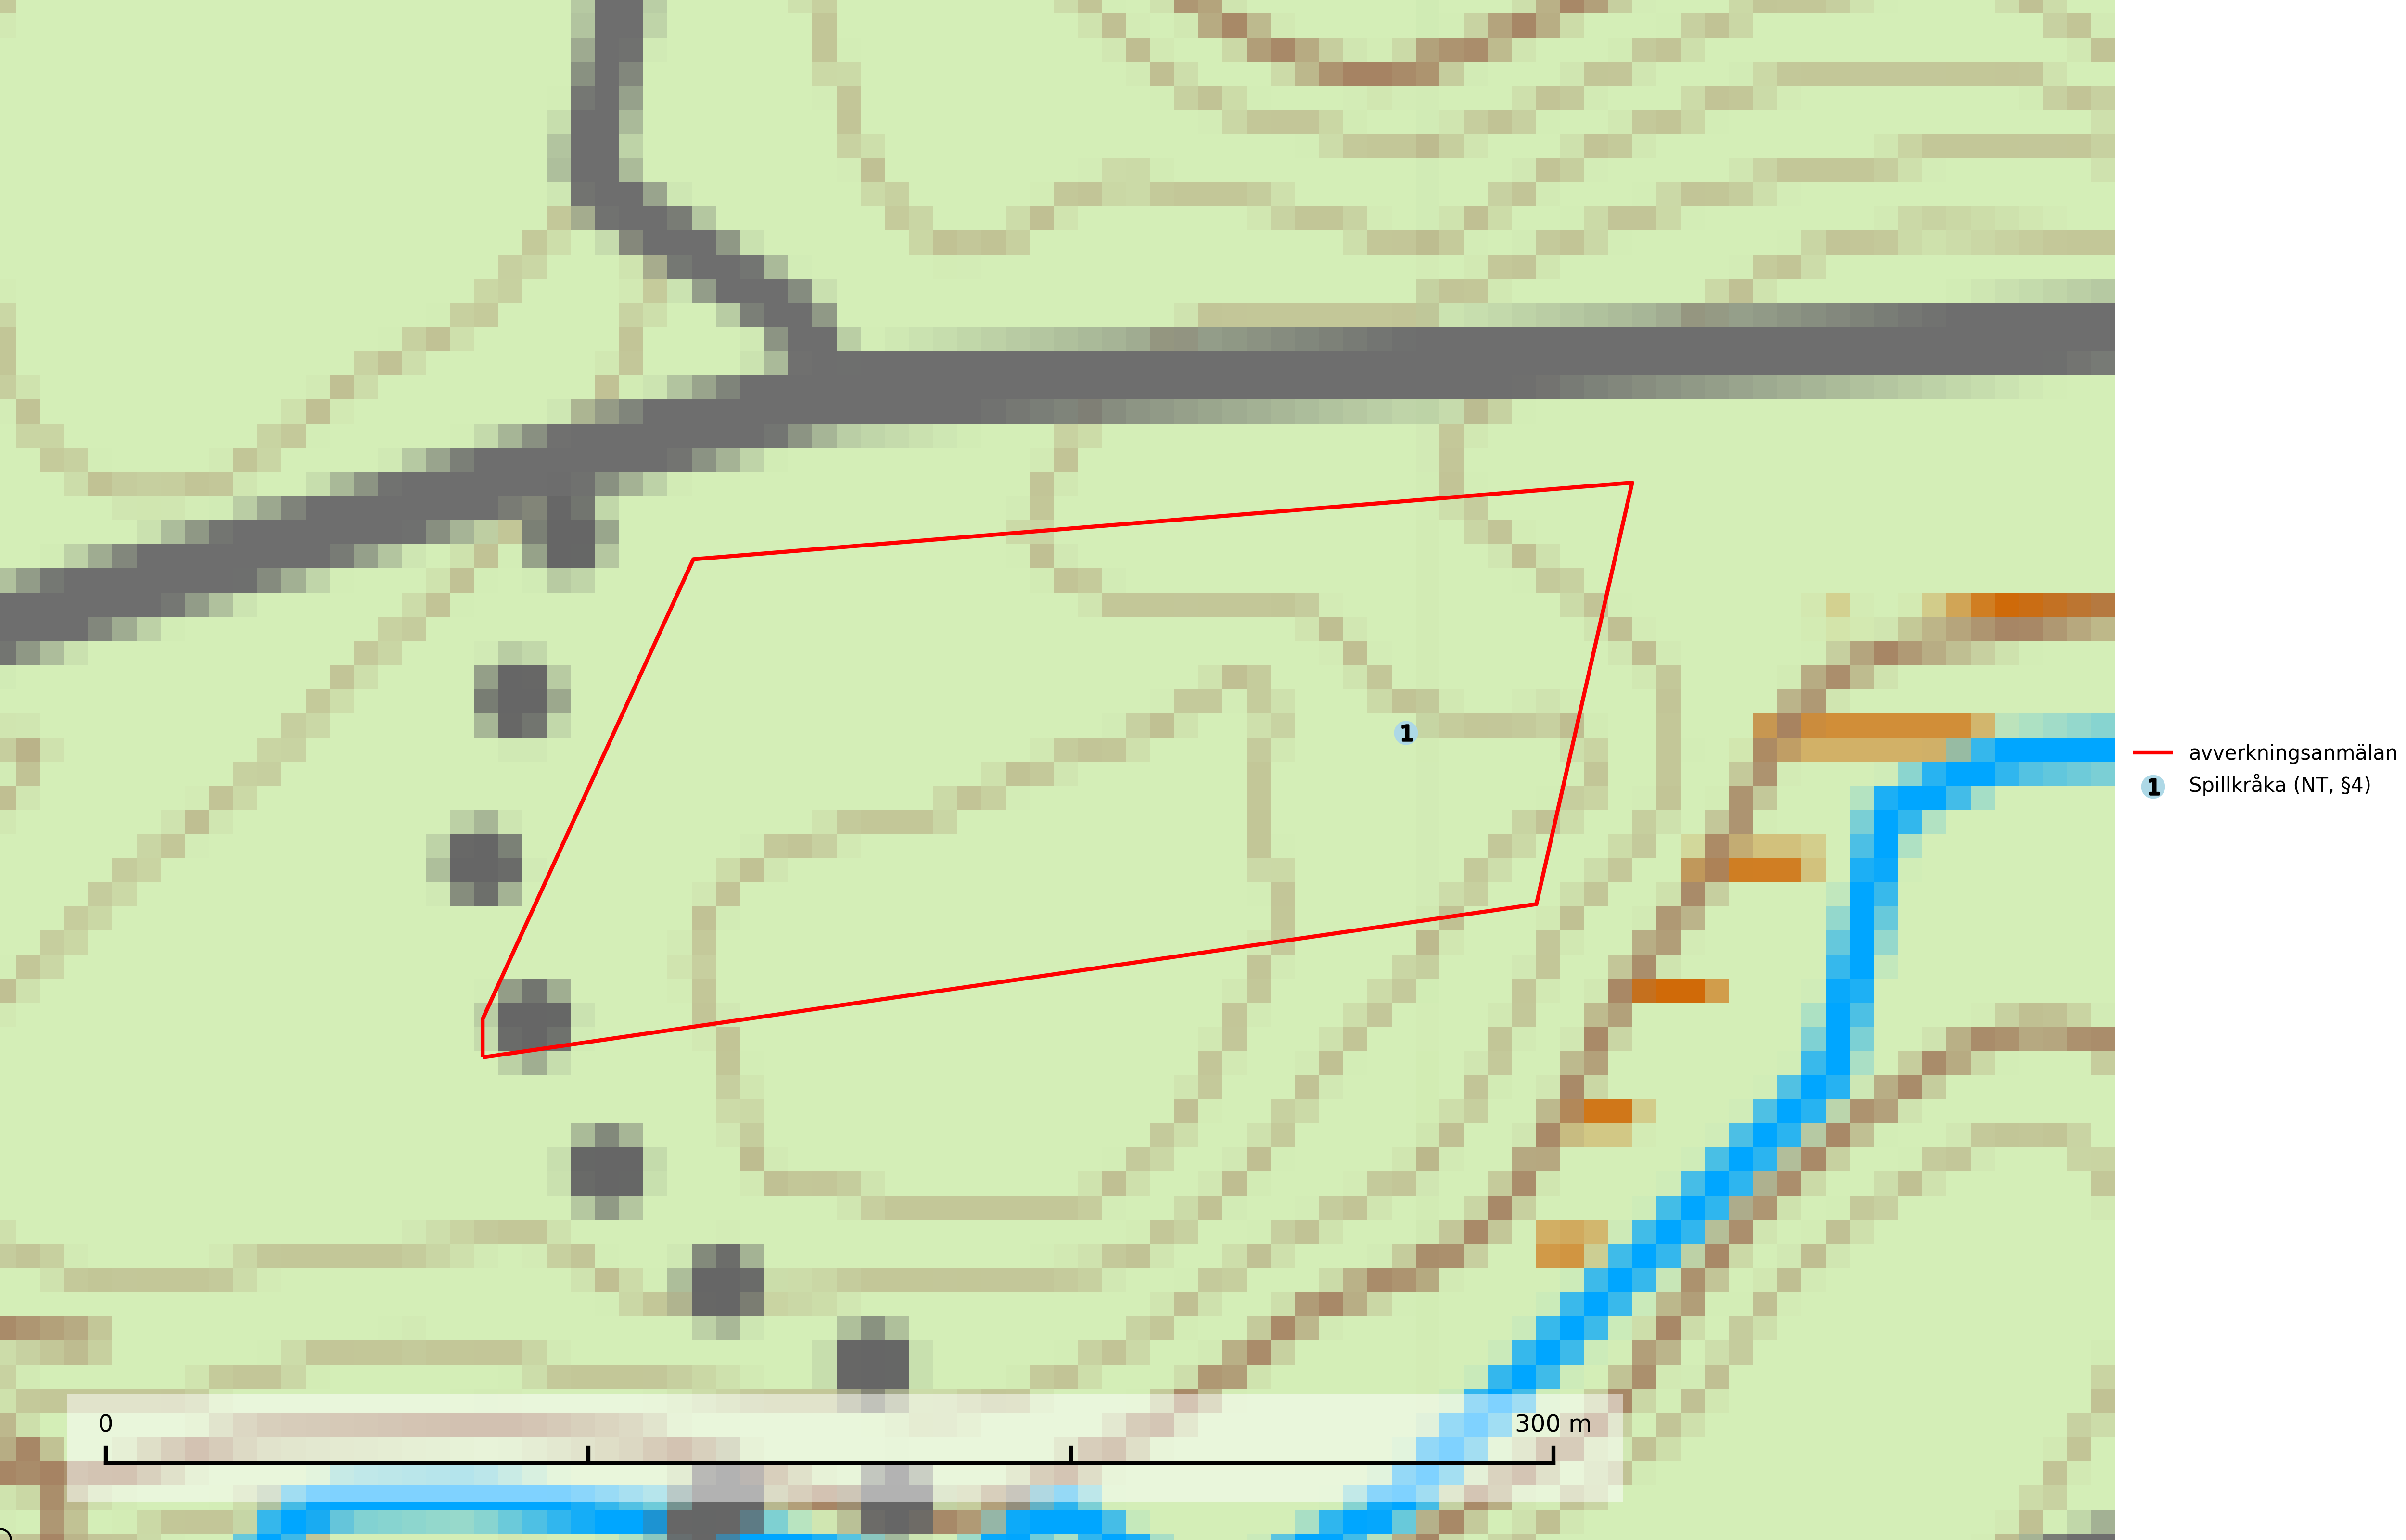 1
avverkningsanmälan
1 Spillkråka (NT, §4)
0 300 m